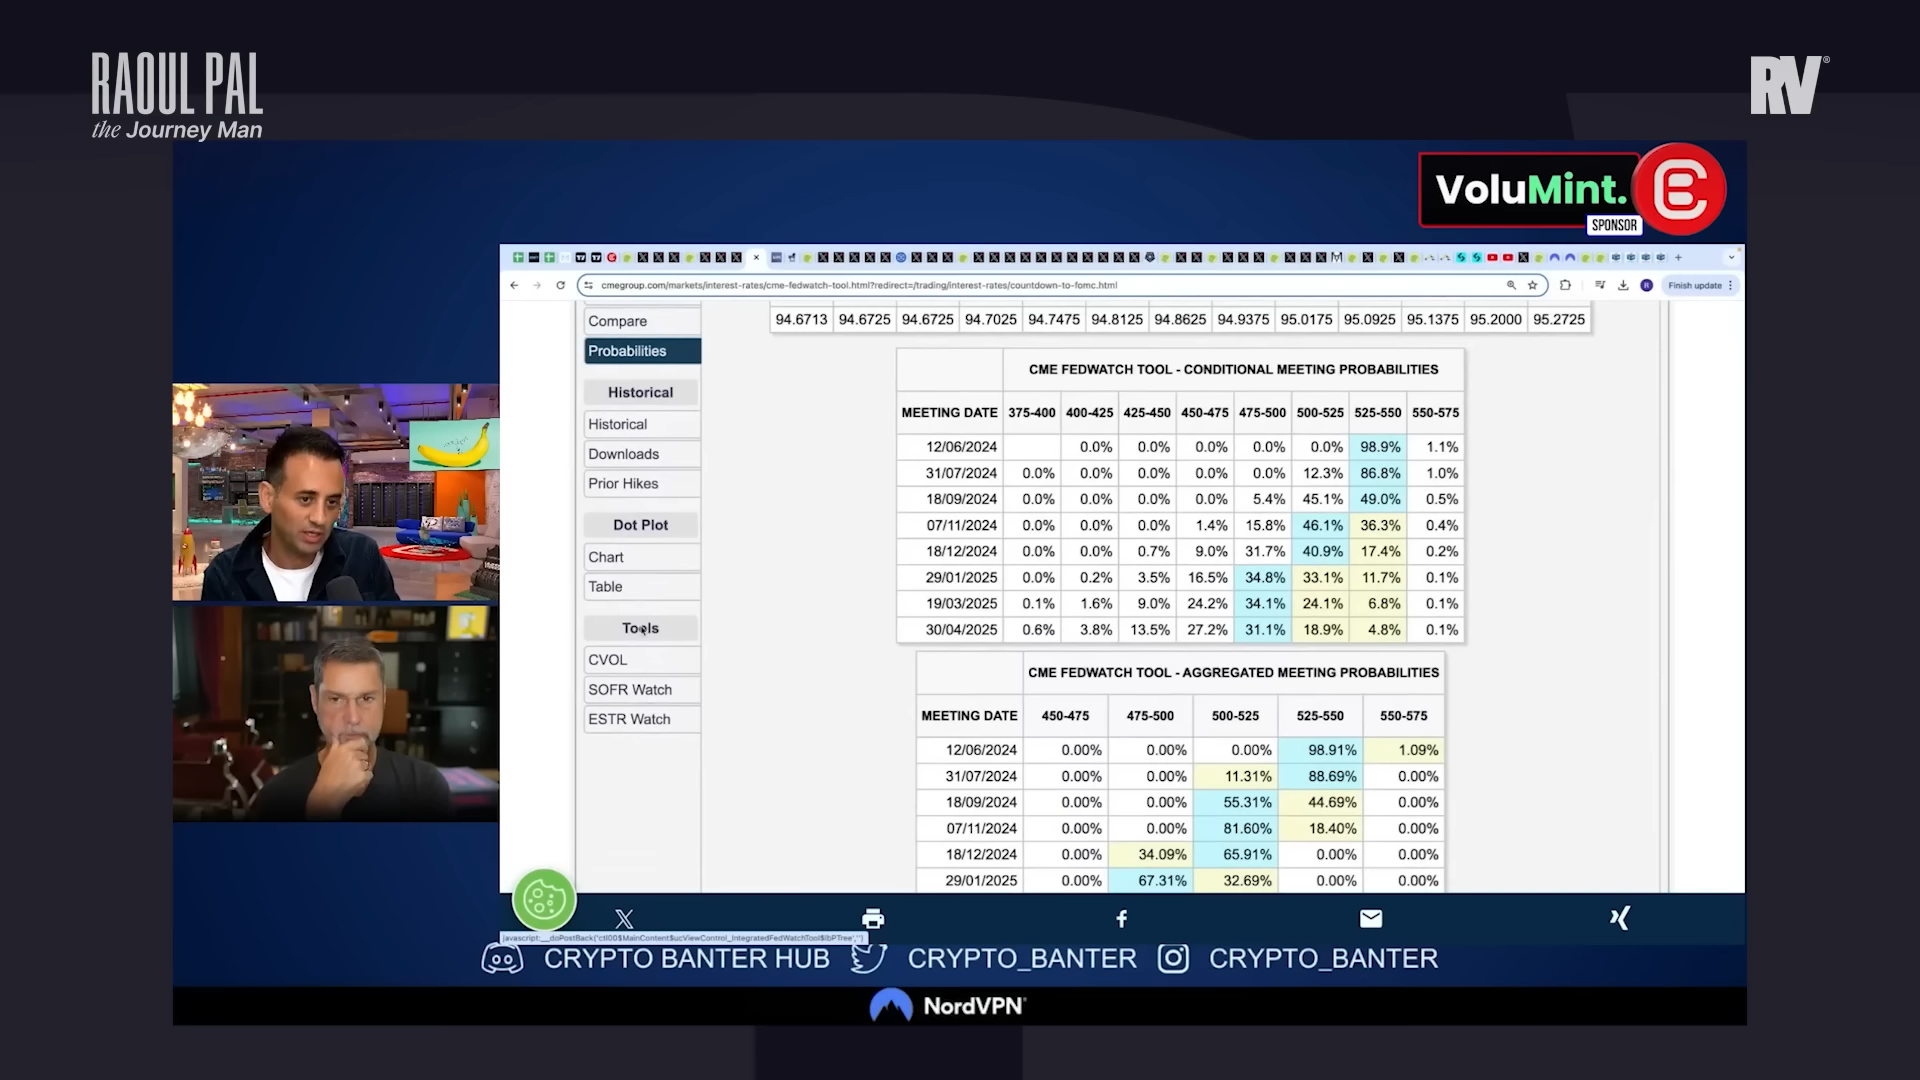 RAOUL PAL
the Journey Man
RV®
VoluMint.
SPONSOR
cmegroup.com/markets/interest-rates/cme-fedwatch-tool.html?redirect=/trading/interest-rates/countdown-to-fomc.html
Finish update
Compare
Probabilities
Historical
Historical
Downloads
Prior Hikes
Dot Plot
Chart
Table
Tools
CVOL
SOFR Watch
ESTR Watch
94.6713 94.6725 94.6725 94.7025 94.7475 94.8125 94.8625 94.9375 95.0175 95.0925 95.1375 95.2000 95.2725
CME FEDWATCH TOOL - CONDITIONAL MEETING PROBABILITIES
MEETING DATE 375-400 400-425 425-450 450-475 475-500 500-525 525-550 550-575
12/06/2024 0.0% 0.0% 0.0% 0.0% 0.0% 98.9% 1.1%
31/07/2024 0.0% 0.0% 0.0% 0.0% 0.0% 12.3% 86.8% 1.0%
18/09/2024 0.0% 0.0% 0.0% 0.0% 5.4% 45.1% 49.0% 0.5%
07/11/2024 0.0% 0.0% 0.0% 1.4% 15.8% 46.1% 36.3% 0.4%
18/12/2024 0.0% 0.0% 0.7% 9.0% 31.7% 40.9% 17.4% 0.2%
29/01/2025 0.0% 0.2% 3.5% 16.5% 34.8% 33.1% 11.7% 0.1%
19/03/2025 0.1% 1.6% 9.0% 24.2% 34.1% 24.1% 6.8% 0.1%
30/04/2025 0.6% 3.8% 13.5% 27.2% 31.1% 18.9% 4.8% 0.1%
CME FEDWATCH TOOL - AGGREGATED MEETING PROBABILITIES
MEETING DATE 450-475 475-500 500-525 525-550 550-575
12/06/2024 0.00% 0.00% 0.00% 98.91% 1.09%
31/07/2024 0.00% 0.00% 11.31% 88.69% 0.00%
18/09/2024 0.00% 0.00% 55.31% 44.69% 0.00%
07/11/2024 0.00% 0.00% 81.60% 18.40% 0.00%
18/12/2024 0.00% 34.09% 65.91% 0.00% 0.00%
29/01/2025 0.00% 67.31% 32.69% 0.00% 0.00%
CRYPTO BANTER HUB CRYPTO_BANTER CRYPTO_BANTER
NordVPN®